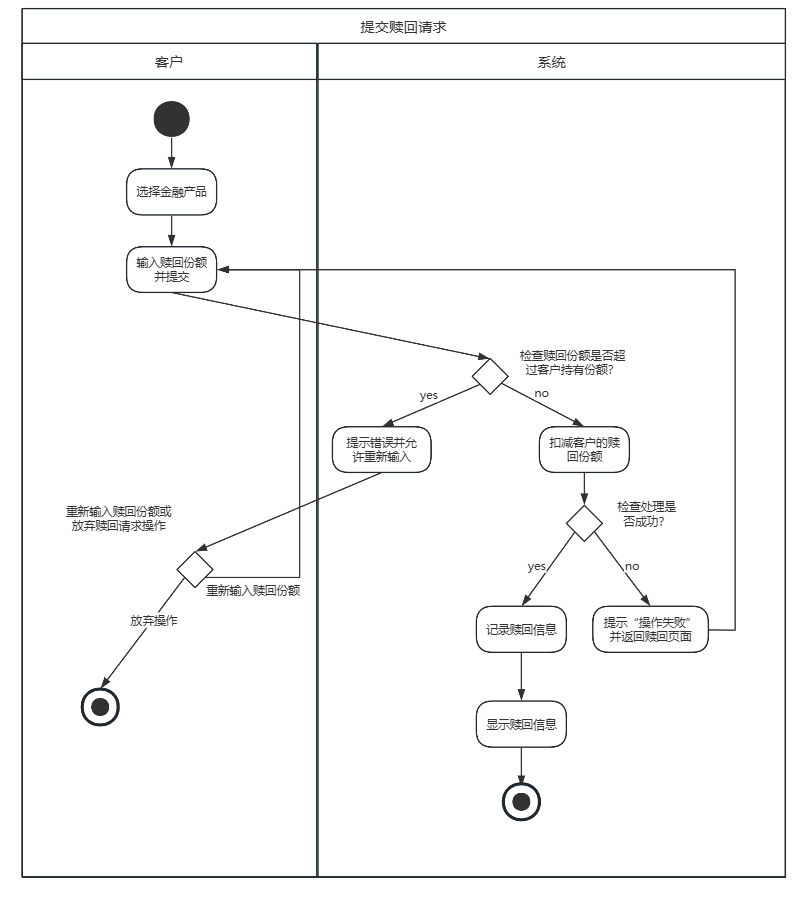 提交赎回请求
客户
系统
选择金融产品
输入赎回份额
并提交
检查赎回份额是否超
过客户持有份额?
yes
no
提示错误并允
许重新输入
扣减客户的赎
回份额
重新输入赎回份额或
放弃赎回请求操作
检查处理是
否成功?
yes
no
重新输入赎回份额
放弃操作
记录赎回信息
提示“操作失败”
并返回赎回页面
显示赎回信息